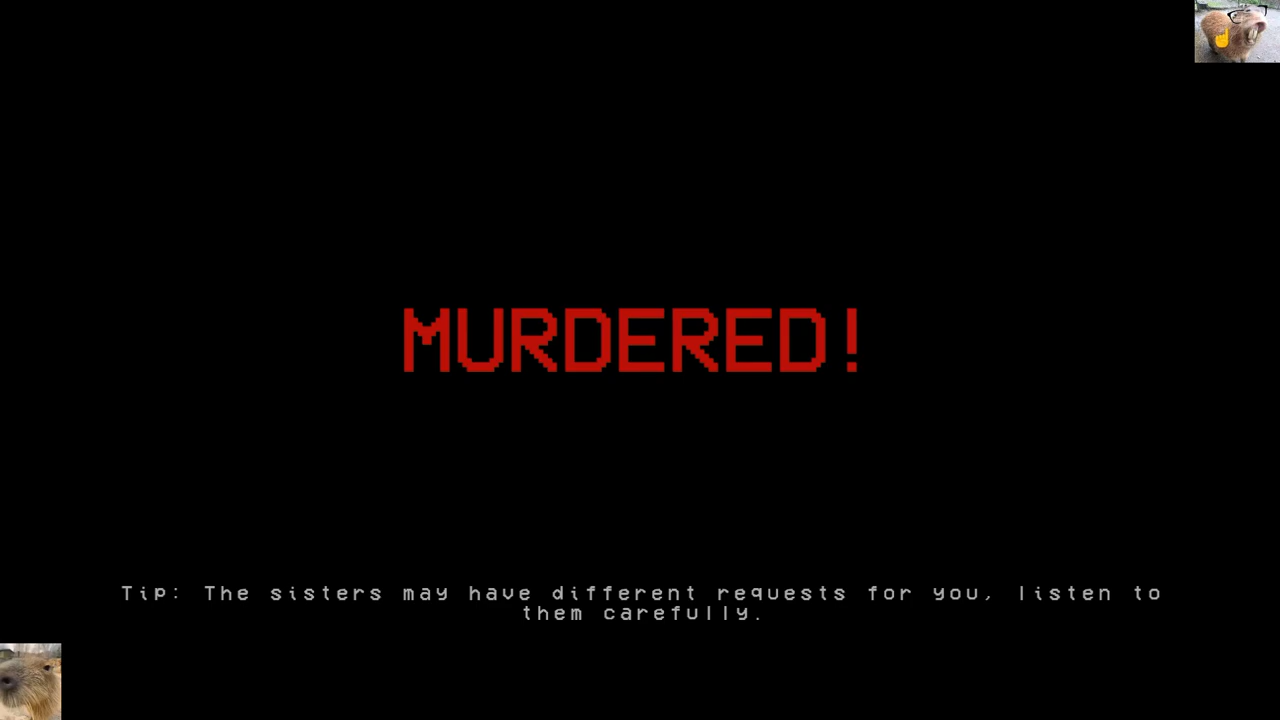 MURDERED!
Tip: The sisters may have different requests for you, listen to
them carefully.